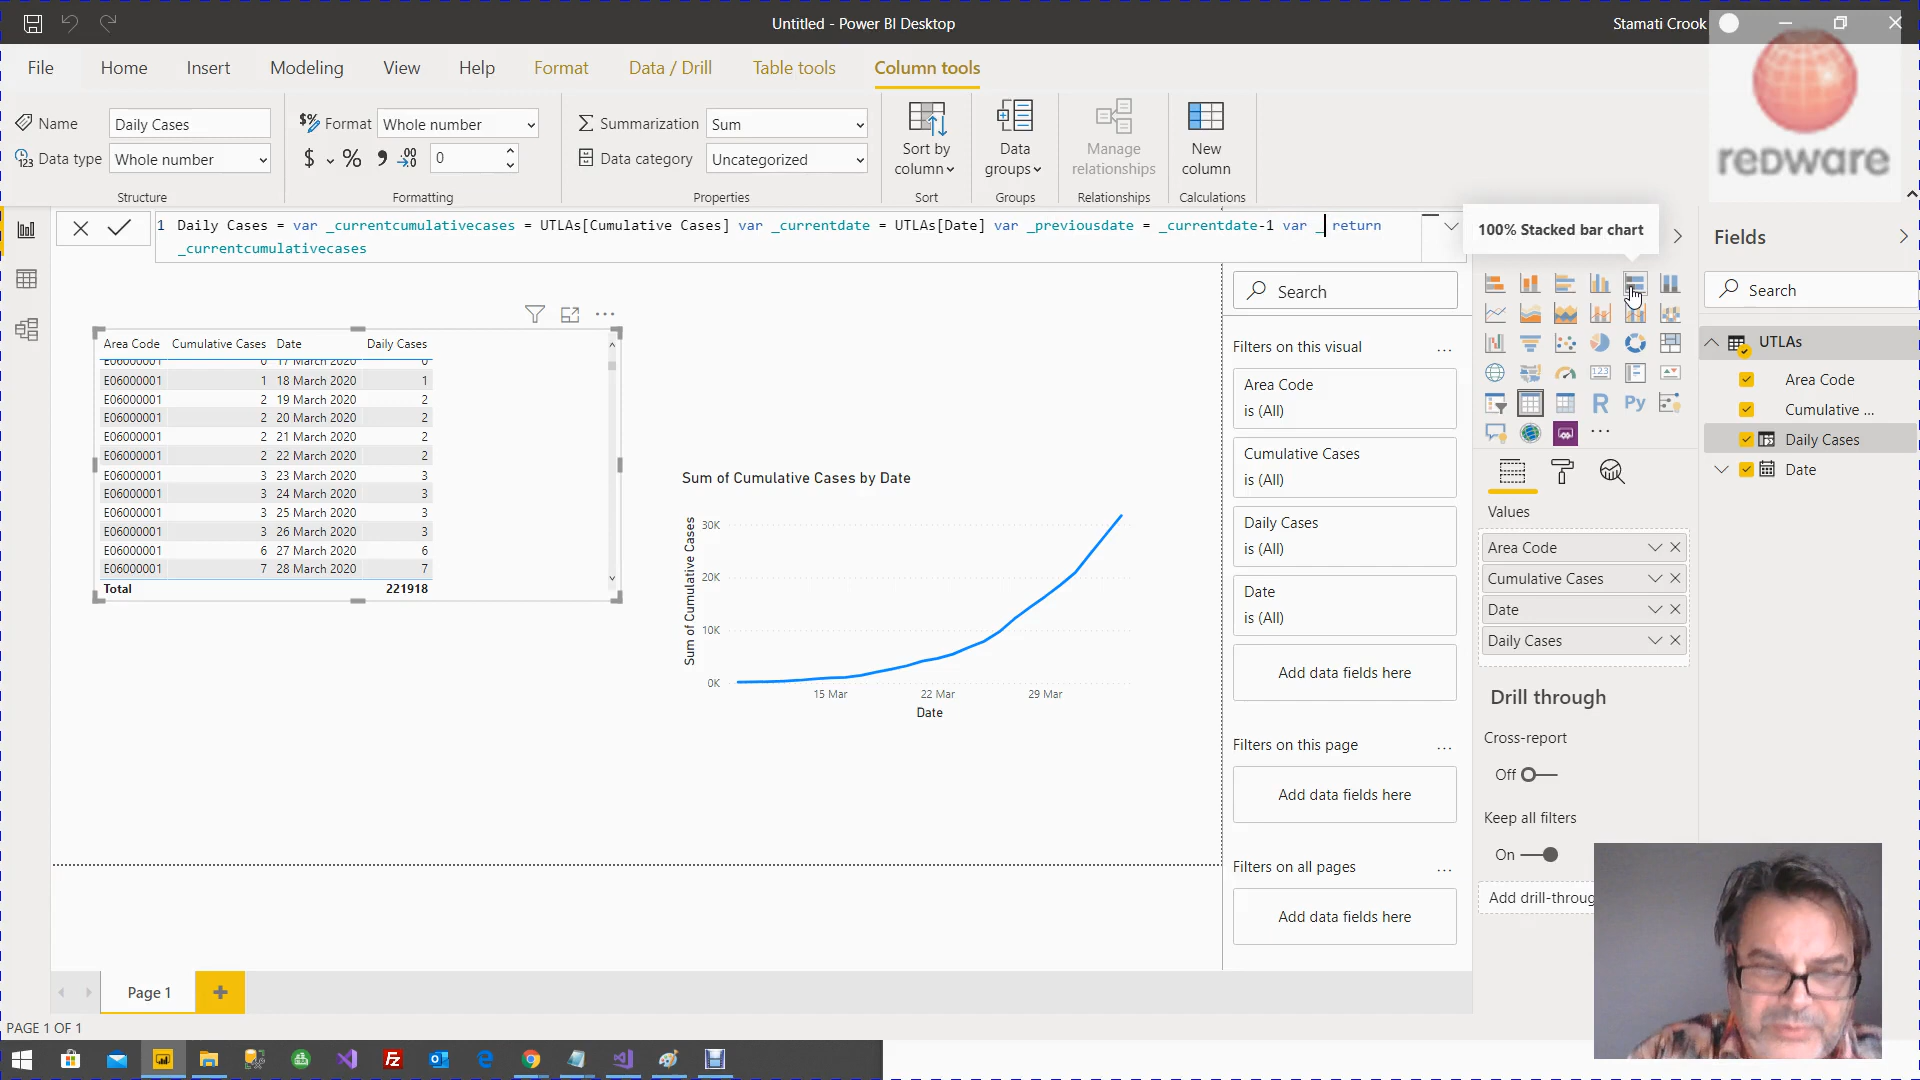 Untitled - Power BI Desktop
Stamati Crook
File
Home
Insert
Modeling
View
Help
Format
Data / Drill
Table tools
Column tools
Name
Daily Cases
Format
Whole number
Summarization
Sum
Data type
Whole number
$
%
0
Data category
Uncategorized
Sort by
column
Data
groups
Manage
relationships
New
column
Structure
Formatting
Properties
Sort
Groups
Relationships
Calculations
redware
1 Daily Cases = var _currentcumulativecases = UTLAs[Cumulative Cases] var _currentdate = UTLAs[Date] var _previousdate = _currentdate-1 var _ return
_currentcumulativecases
100% Stacked bar chart
Fields
Search
Search
Area Code Cumulative Cases Date Daily Cases
E06000001 0 17 March 2020 0
E06000001 1 18 March 2020 1
E06000001 2 19 March 2020 2
E06000001 2 20 March 2020 2
E06000001 2 21 March 2020 2
E06000001 2 22 March 2020 2
E06000001 3 23 March 2020 3
E06000001 3 24 March 2020 3
E06000001 3 25 March 2020 3
E06000001 3 26 March 2020 3
E06000001 6 27 March 2020 6
E06000001 7 28 March 2020 7
Total 221918
Sum of Cumulative Cases by Date
Sum of Cumulative Cases
30K
20K
10K
0K
15 Mar
22 Mar
29 Mar
Date
Filters on this visual
...
Area Code
is (All)
Cumulative Cases
is (All)
Daily Cases
is (All)
Date
is (All)
Add data fields here
Filters on this page
...
Add data fields here
Filters on all pages
...
Add data fields here
123
R
Py
...
Values
Area Code
Cumulative Cases
Date
Daily Cases
Drill through
Cross-report
Off
Keep all filters
On
Add drill-throug
UTLAs
Area Code
Cumulative ...
Daily Cases
Date
Page 1
+
PAGE 1 OF 1